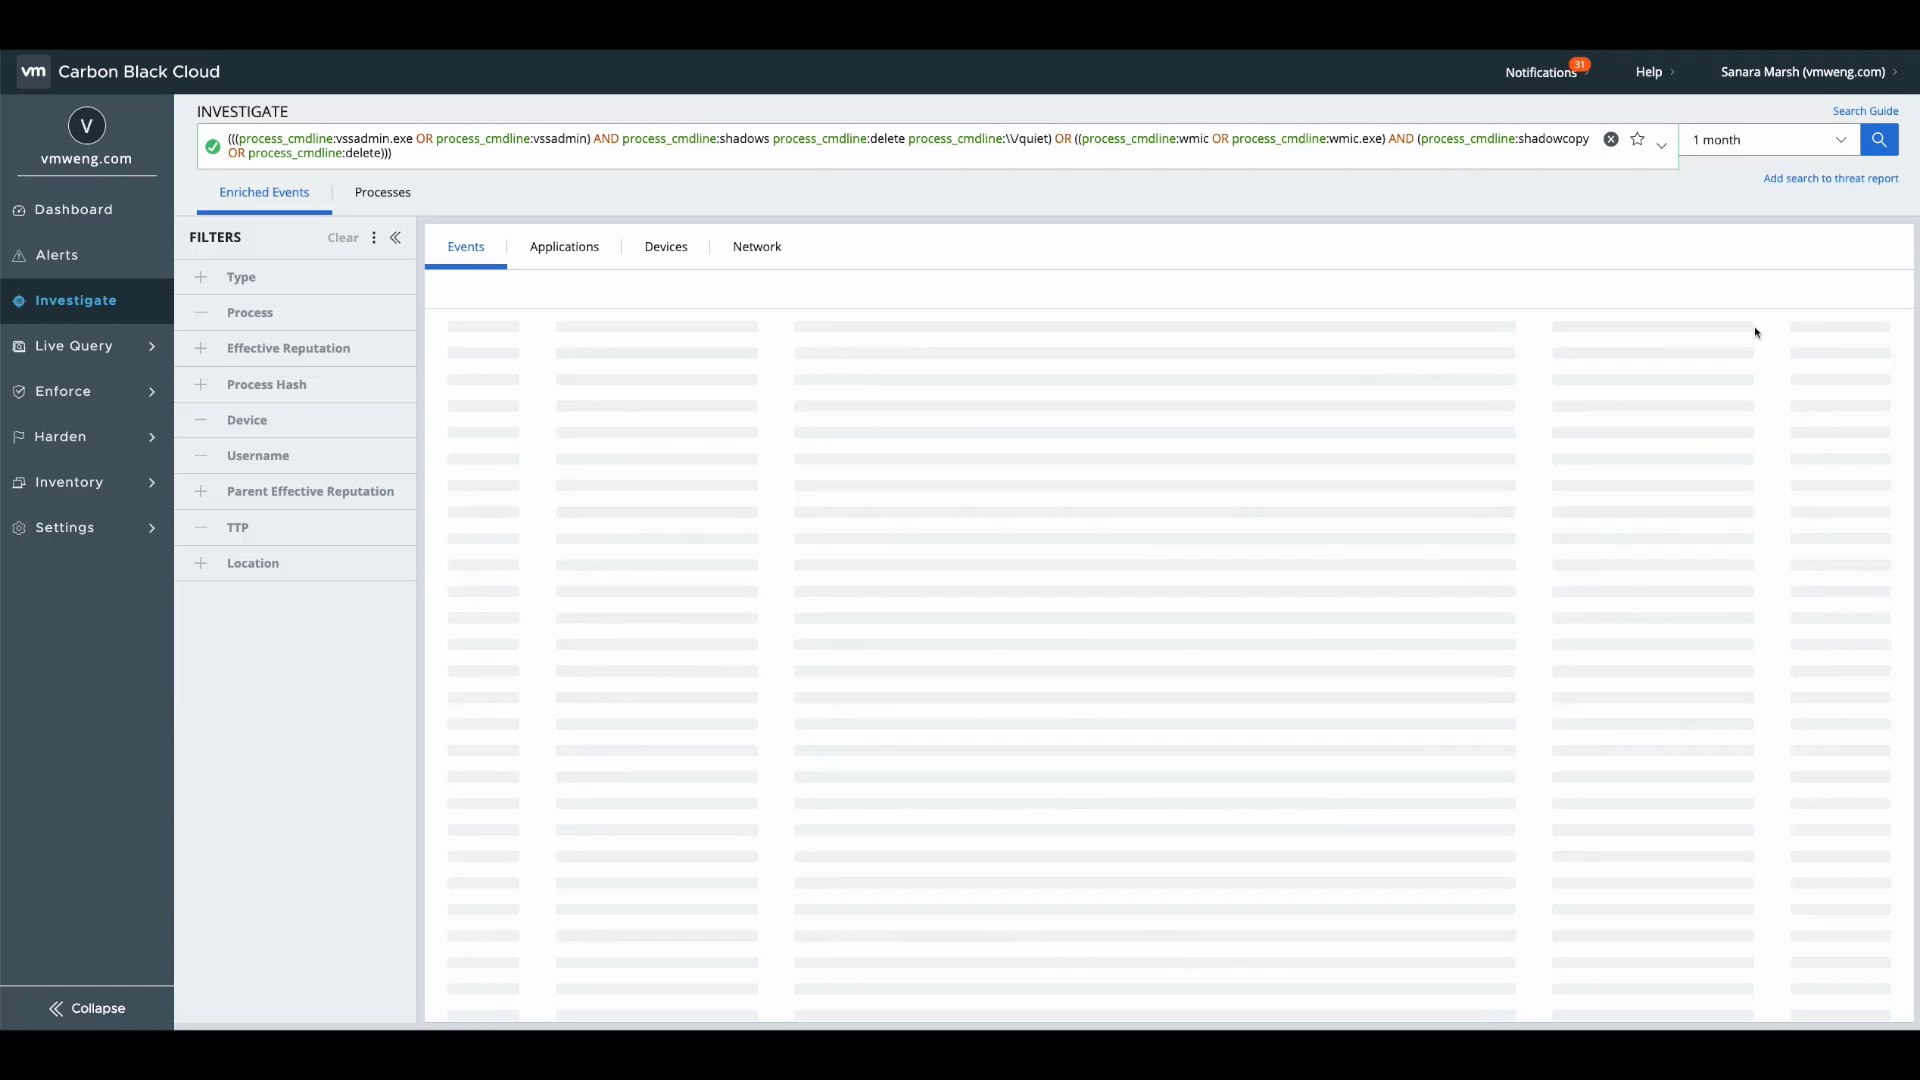 vm Carbon Black Cloud
Notifications 31
Help
Sanara Marsh (vmweng.com)
V
vmweng.com
Dashboard
Alerts
Investigate
Live Query
Enforce
Harden
Inventory
Settings
Collapse
INVESTIGATE
Search Guide
(((process_cmdline:vssadmin.exe OR process_cmdline:vssadmin) AND process_cmdline:shadows process_cmdline:delete process_cmdline:\\/quiet) OR ((process_cmdline:wmic OR process_cmdline:wmic.exe) AND (process_cmdline:shadowcopy
OR process_cmdline:delete)))
1 month
Add search to threat report
Enriched Events
Processes
FILTERS
Clear
Type
Process
Effective Reputation
Process Hash
Device
Username
Parent Effective Reputation
TTP
Location
Events
Applications
Devices
Network